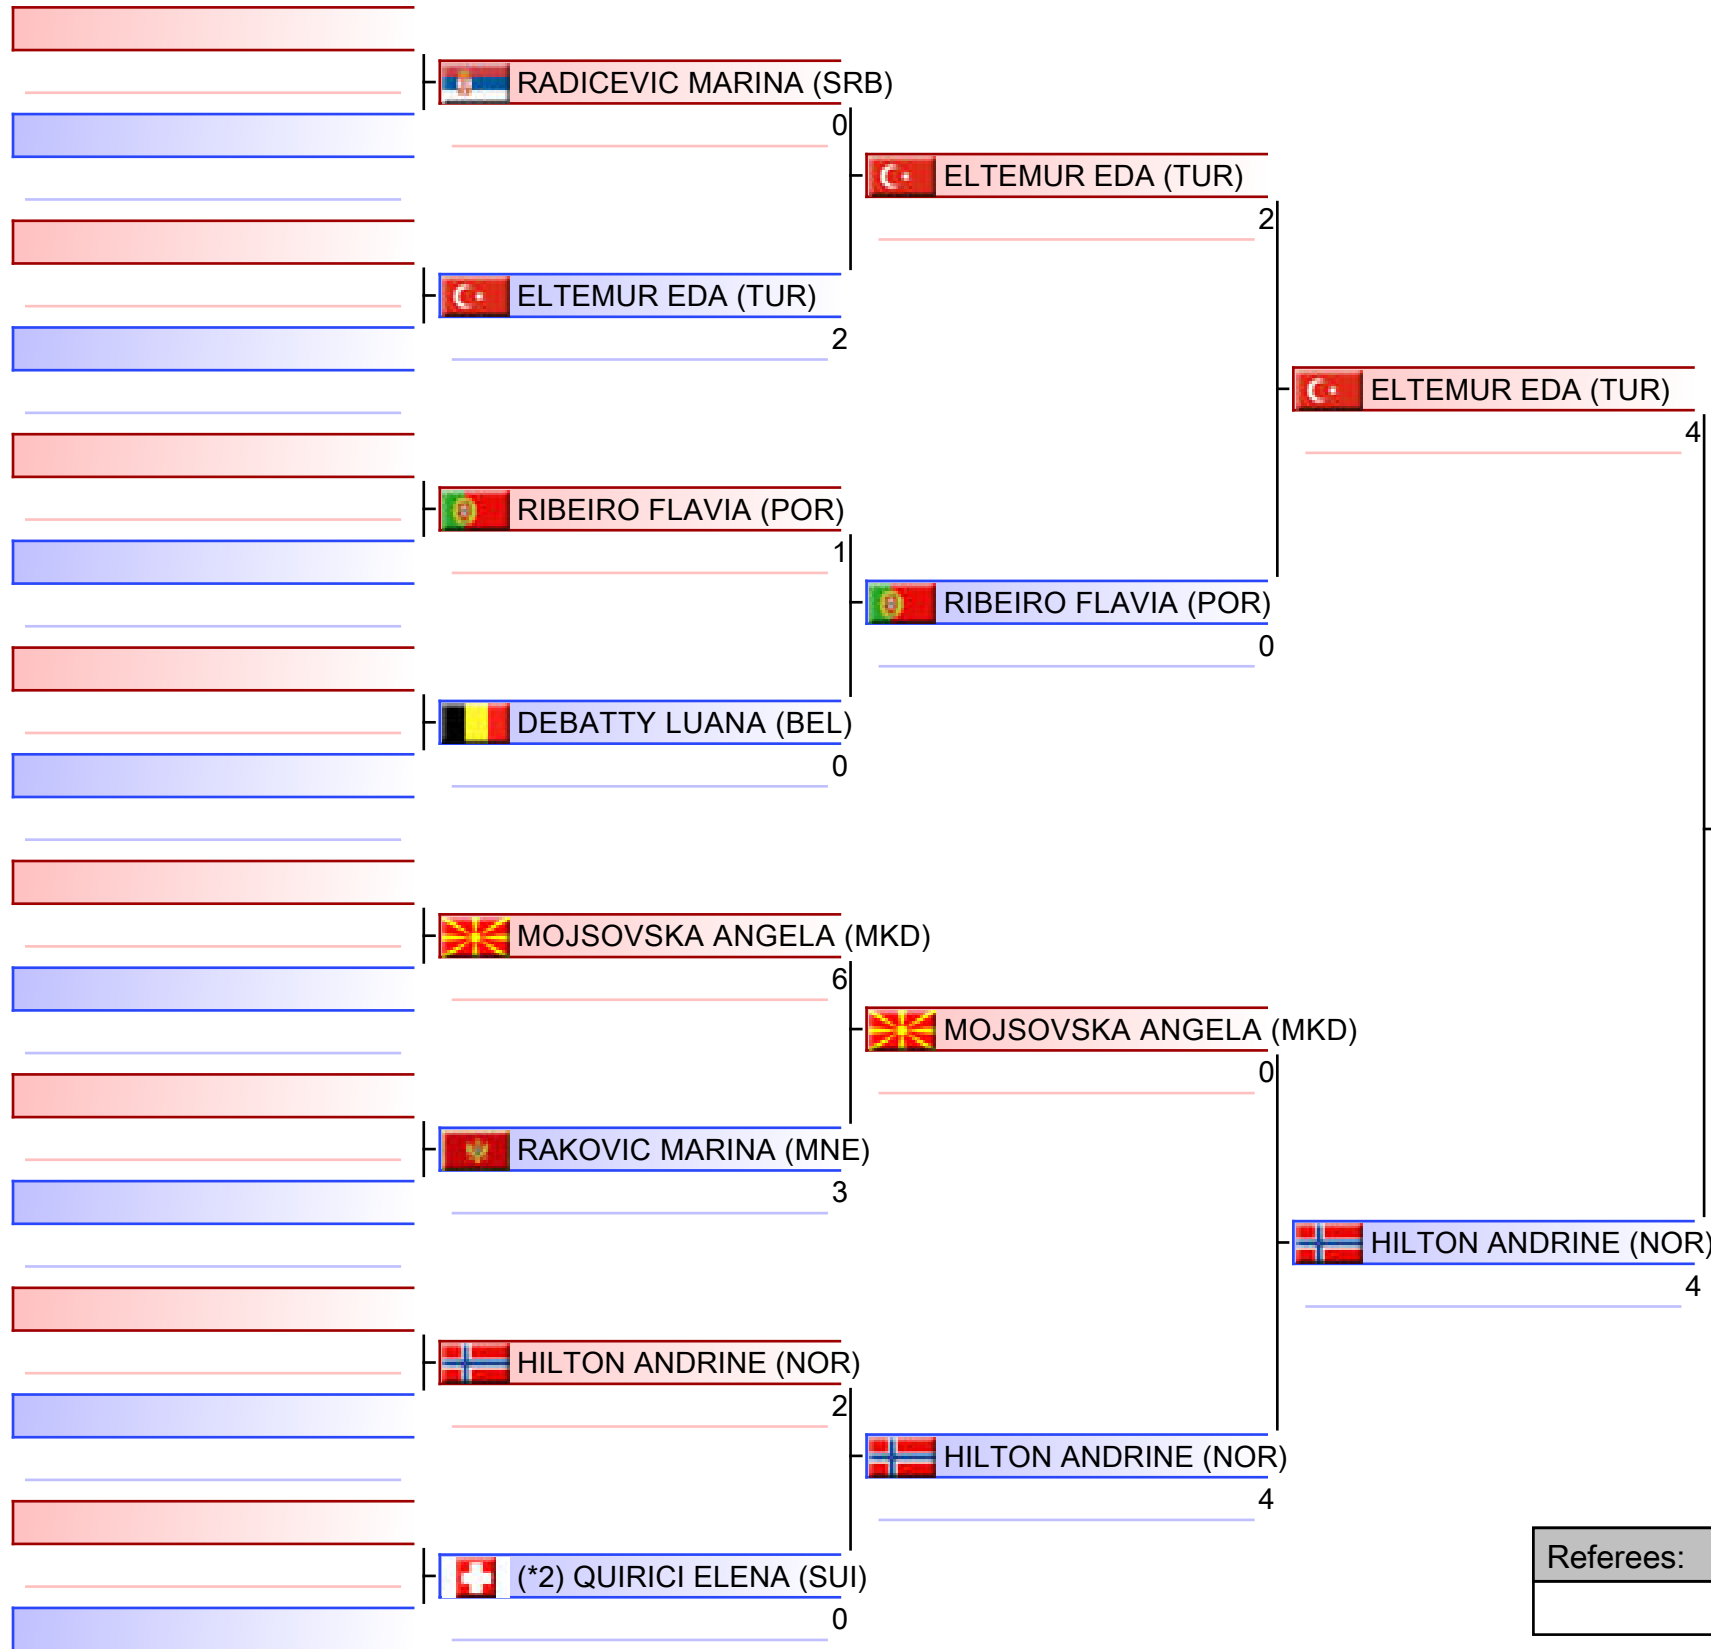 RADICEVIC MARINA (SRB)
0
ELTEMUR EDA (TUR)
2
ELTEMUR EDA (TUR)
2
ELTEMUR EDA (TUR)
4
RIBEIRO FLAVIA (POR)
1
RIBEIRO FLAVIA (POR)
0
DEBATTY LUANA (BEL)
0
MOJSOVSKA ANGELA (MKD)
6
MOJSOVSKA ANGELA (MKD)
0
RAKOVIC MARINA (MNE)
3
HILTON ANDRINE (NOR)
4
HILTON ANDRINE (NOR)
2
HILTON ANDRINE (NOR)
4
(*2) QUIRICI ELENA (SUI)
0
Referees: